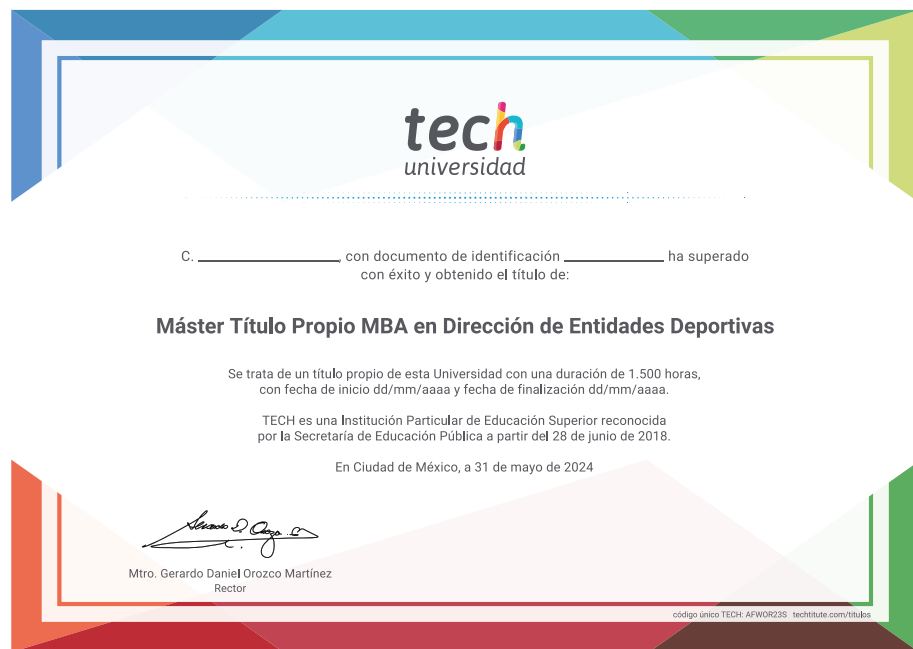 tech
universidad
C. ____________, con documento de identificación ____________ ha superado
con éxito y obtenido el título de:
Máster Título Propio MBA en Dirección de Entidades Deportivas
Se trata de un título propio de esta Universidad con una duración de 1.500 horas,
con fecha de inicio dd/mm/aaaa y fecha de finalización dd/mm/aaaa.
TECH es una Institución Particular de Educación Superior reconocida
por la Secretaría de Educación Pública a partir del 28 de junio de 2018.
En Ciudad de México, a 31 de mayo de 2024
Mtro. Gerardo Daniel Orozco Martínez
Rector
código único TECH: AFWOR23S techtitute.com/titulos